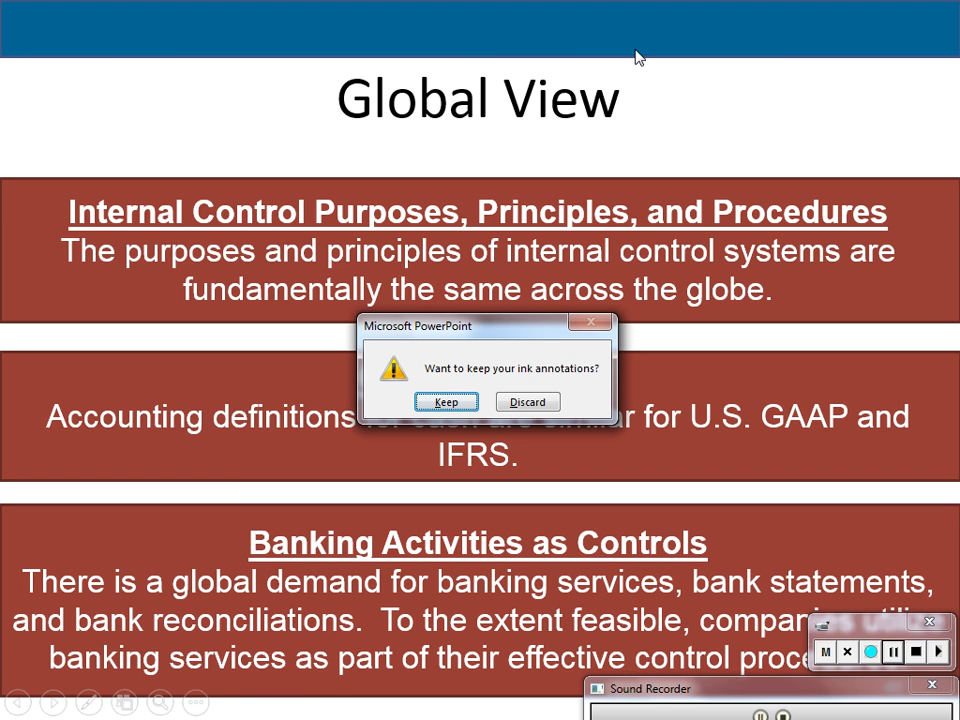 Global View
Internal Control Purposes, Principles, and Procedures
The purposes and principles of internal control systems are
fundamentally the same across the globe.
Microsoft PowerPoint
Want to keep your ink annotations?
Keep Discard
Accounting definitions for U.S. GAAP and
IFRS.
Banking Activities as Controls
There is a global demand for banking services, bank statements,
and bank reconciliations. To the extent feasible,
banking services as part of their effective control
M
Sound Recorder